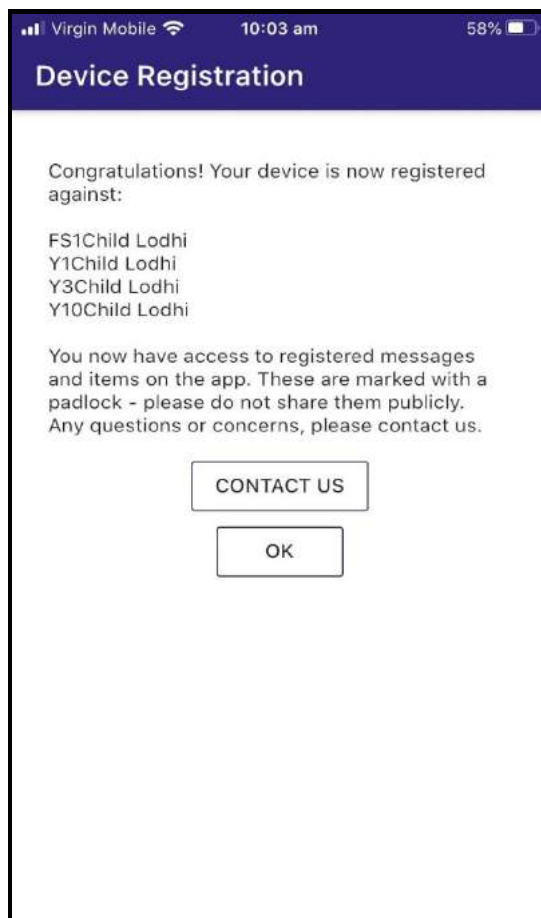 Virgin Mobile 10:03 am 58%
Device Registration
Congratulations! Your device is now registered
against:
FS1Child Lodhi
Y1Child Lodhi
Y3Child Lodhi
Y10Child Lodhi
You now have access to registered messages
and items on the app. These are marked with a
padlock - please do not share them publicly.
Any questions or concerns, please contact us.
CONTACT US
OK